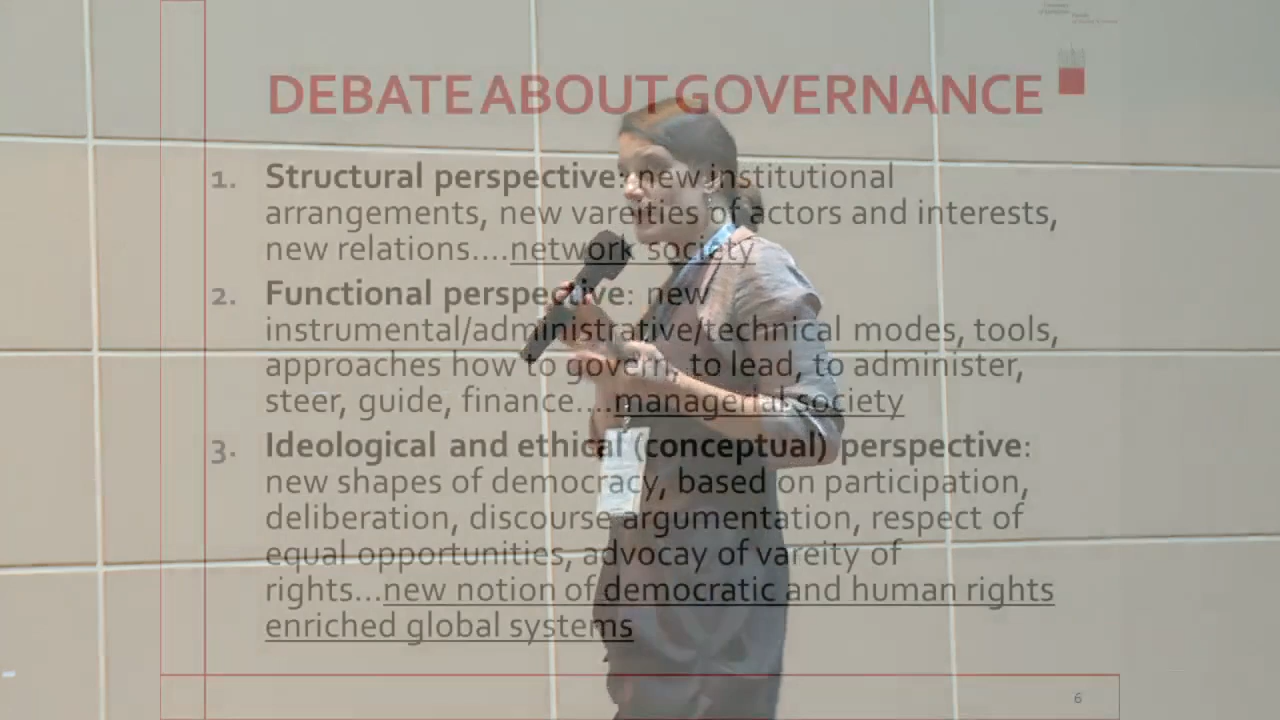 DEBATE ABOUT GOVERNANCE
1. Structural perspective: new institutional
arrangements, new vareities of actors and interests,
new relations....network society
2. Functional perspective: new
instrumental/administrative/technical modes, tools,
approaches how to govern, to lead, to administer,
steer, guide, finance....managerial society
3. Ideological and ethical (conceptual) perspective:
new shapes of democracy, based on participation,
deliberation, discourse argumentation, respect of
equal opportunities, advocay of vareity of
rights...new notion of democratic and human rights
enriched global systems
6